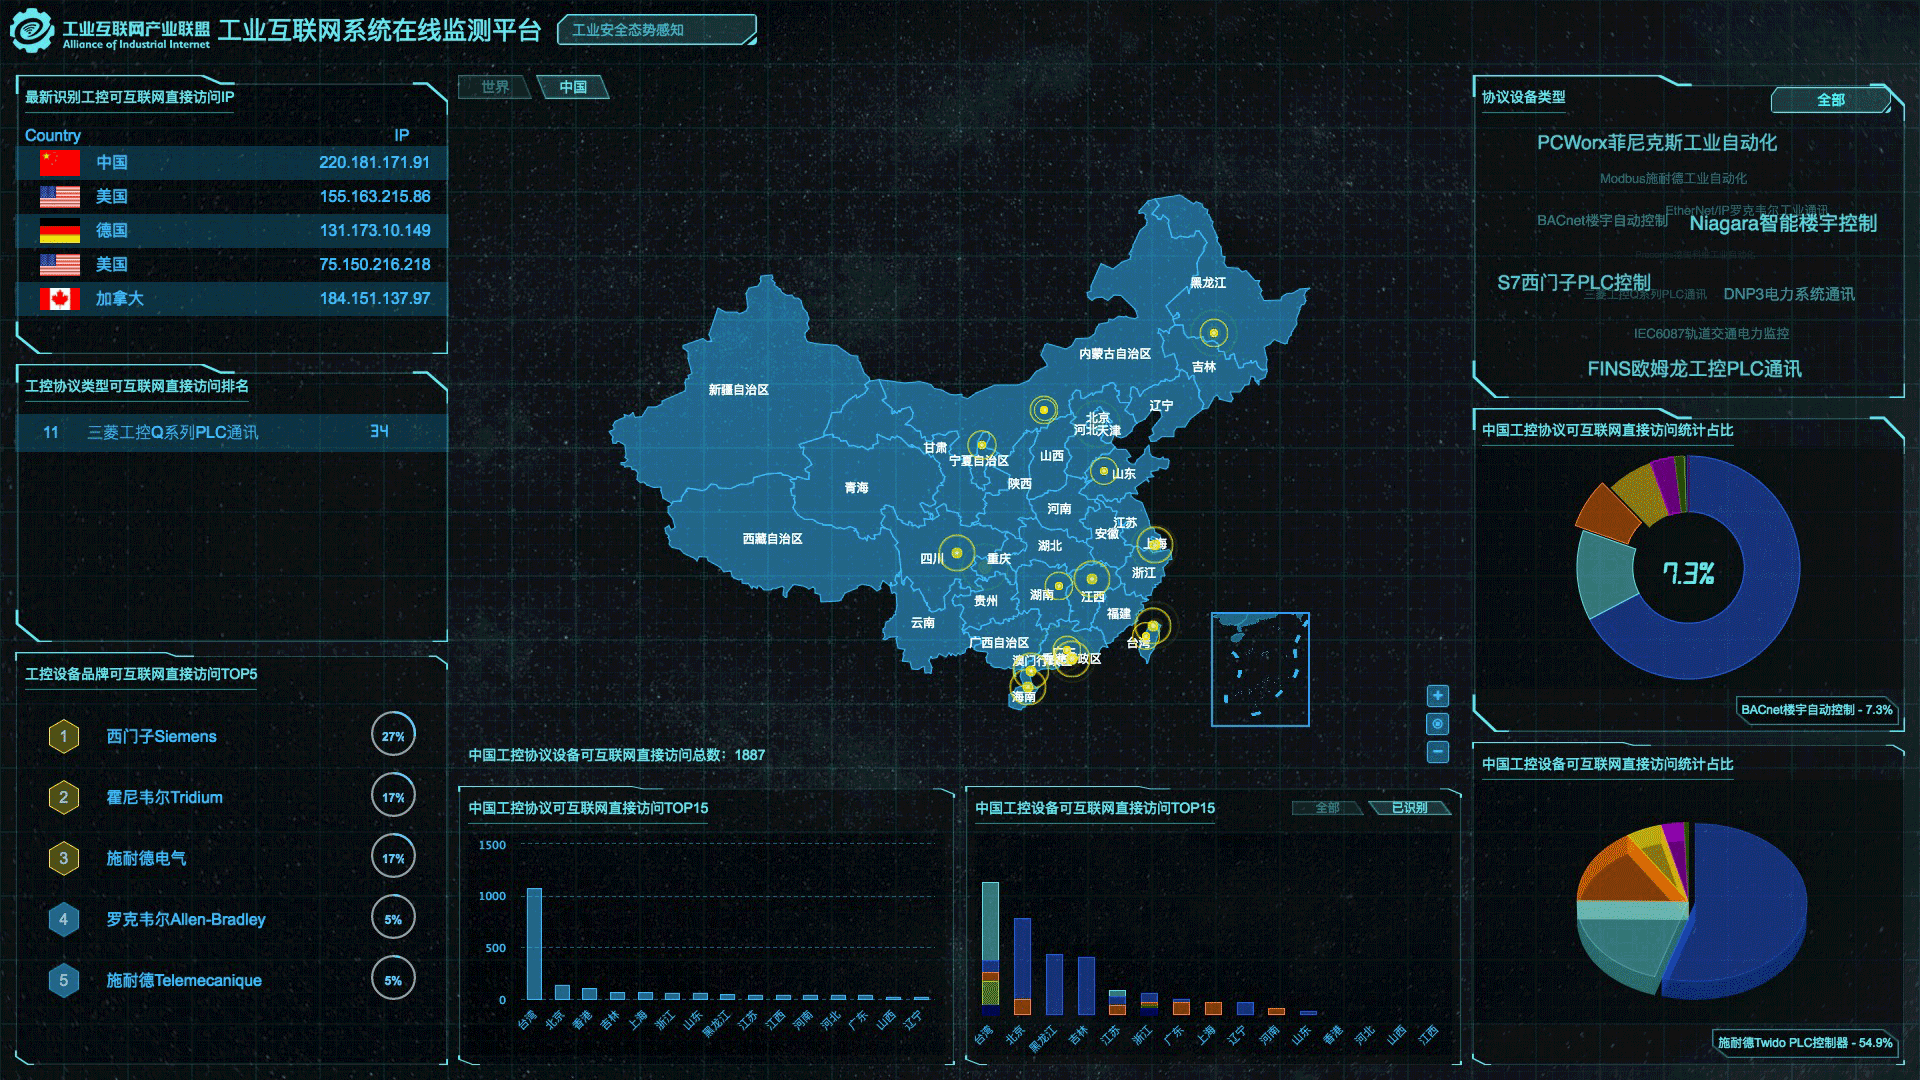 工业互联网产业联盟
Alliance of Industrial Internet
工业互联网系统在线监测平台
工业安全态势感知
最新识别工控可互联网直接访问IP
Country IP
中国 220.181.171.91
美国 155.163.215.86
德国 131.173.10.149
美国 75.150.216.218
加拿大 184.151.137.97
工控协议类型可互联网直接访问排名
11 三菱工控Q系列PLC通讯 34
工控设备品牌可互联网直接访问TOP5
1 西门子Siemens 27%
2 霍尼韦尔Tridium 17%
3 施耐德电气 17%
4 罗克韦尔Allen-Bradley 5%
5 施耐德Telemecanique 5%
世界 中国
黑龙江
内蒙古自治区
吉林
新疆维吾尔自治区
辽宁
北京
河北 天津
甘肃
宁夏自治区
山西
山东
青海
陕西
河南
江苏
西藏自治区
安徽
上海
四川
重庆
湖北
浙江
湖南
江西
贵州
福建
云南
广西自治区
台湾
海南
中国工控协议设备可互联网直接访问总数：1887
中国工控协议可互联网直接访问TOP15
1500
1000
500
0
台湾 北京 香港 吉林 上海 浙江 山东 黑龙江 江苏 江西 河南 河北 广东 山西 辽宁
中国工控设备可互联网直接访问TOP15
全部 已识别
台湾 北京 黑龙江 吉林 江苏 浙江 广东 上海 辽宁 河南 山东 香港 河北 山西 江西
协议设备类型
全部
PCWorx菲尼克斯工业自动化
Modbus施耐德工业自动化
EtherNet/IP罗克韦尔工业通讯
BACnet楼宇自动控制
Niagara智能楼宇控制
S7西门子PLC控制
三菱工控Q系列PLC通讯
DNP3电力系统通讯
IEC6087轨道交通电力监控
FINS欧姆龙工控PLC通讯
中国工控协议可互联网直接访问统计占比
7.3%
BACnet楼宇自动控制 - 7.3%
中国工控设备可互联网直接访问统计占比
施耐德Twido PLC控制器 - 54.9%